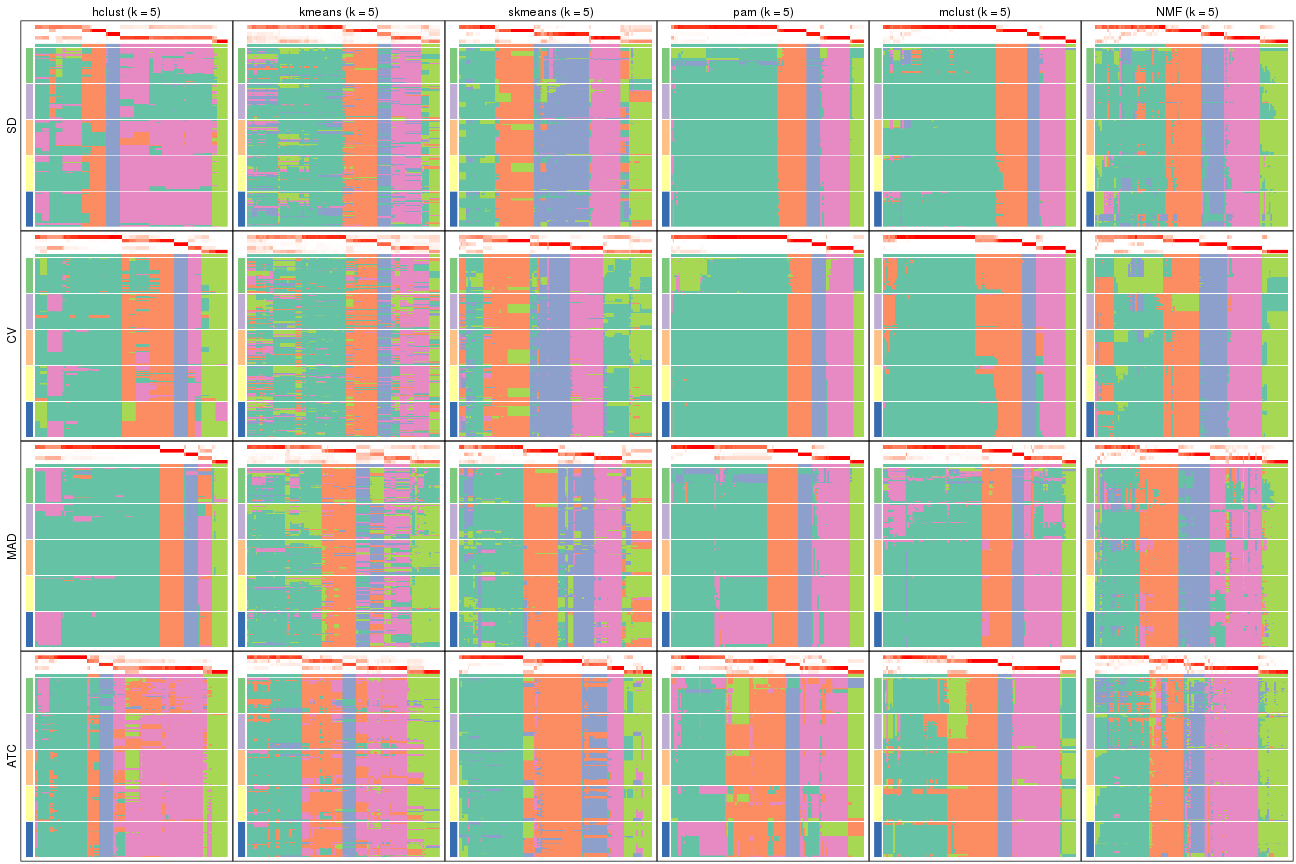 hclust (k = 5)
kmeans (k = 5)
skmeans (k = 5)
pam (k = 5)
mclust (k = 5)
NMF (k = 5)
SD
CV
MAD
ATC